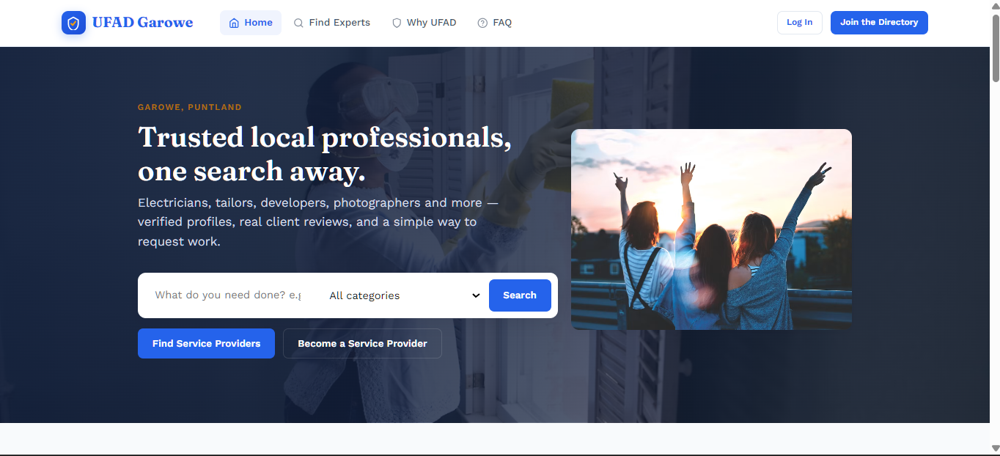 UFAD Garowe
Home
Find Experts
Why UFAD
FAQ
Log In
Join the Directory
GAROWE, PUNTLAND
Trusted local professionals,
one search away.
Electricians, tailors, developers, photographers and more —
verified profiles, real client reviews, and a simple way to
request work.
What do you need done? e.g
All categories
Search
Find Service Providers
Become a Service Provider